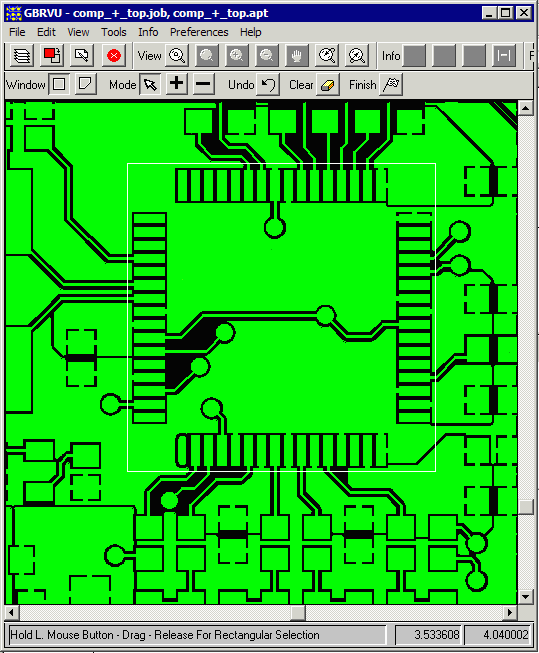 GBRVU - comp_+_top.job, comp_+_top.apt
File Edit View Tools Info Preferences Help
View Info
Window Mode Undo Clear Finish
Hold L. Mouse Button - Drag - Release For Rectangular Selection 3.533608 4.040002